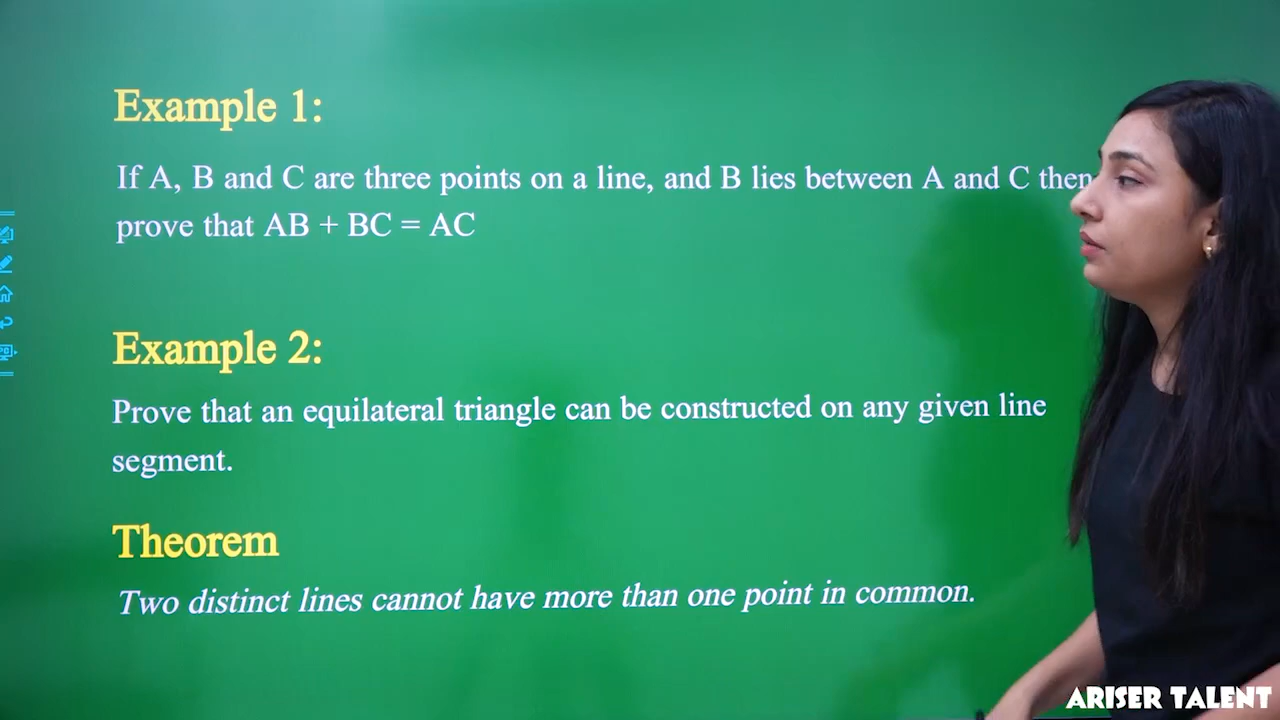 Example 1:
If A, B and C are three points on a line, and B lies between A and C then
prove that AB + BC = AC
Example 2:
Prove that an equilateral triangle can be constructed on any given line
segment.
Theorem
Two distinct lines cannot have more than one point in common.
ARISER TALENT